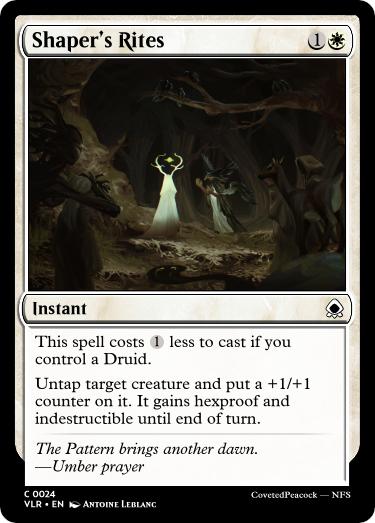 Shaper's Rites 1
Instant
This spell costs 1 less to cast if you
control a Druid.
Untap target creature and put a +1/+1
counter on it. It gains hexproof and
indestructible until end of turn.
The Pattern brings another dawn.
—Umber prayer
C 0024
VLR • EN Antoine Leblanc
CovetedPeacock — NFS